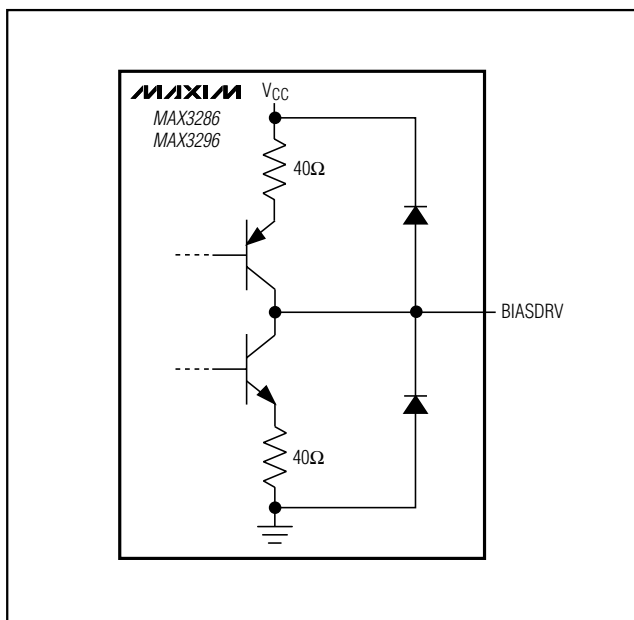 MAXIM
VCC
MAX3286
MAX3296
40Ω
BIASDRV
40Ω